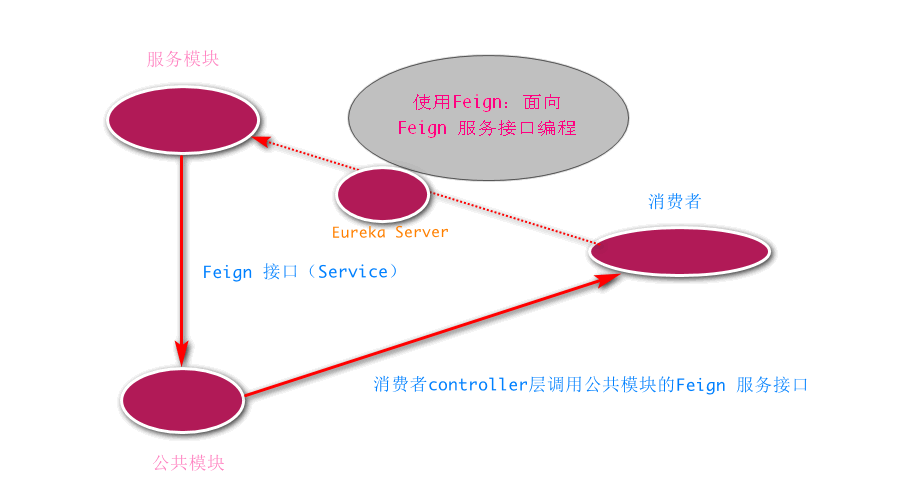 服务模块
使用Feign: 面向
Feign 服务接口编程
消费者
Eureka Server
Feign 接口（Service）
消费者controller层调用公共模块的Feign 服务接口
公共模块